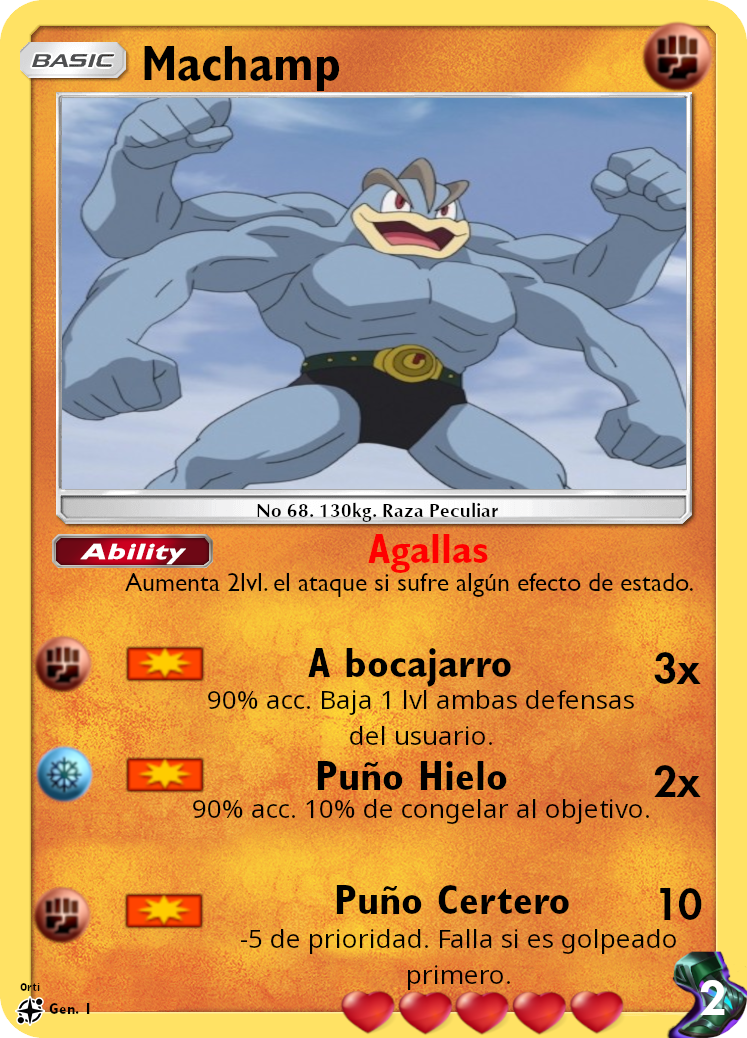 BASIC Machamp
No 68. 130kg. Raza Peculiar
Ability Agallas
Aumenta 2lvl. el ataque si sufre algún efecto de estado.
A bocajarro 3x
90% acc. Baja 1 lvl ambas defensas
del usuario.
Puño Hielo 2x
90% acc. 10% de congelar al objetivo.
Puño Certero 10
-5 de prioridad. Falla si es golpeado
primero.
Orti
Gen. 1
2